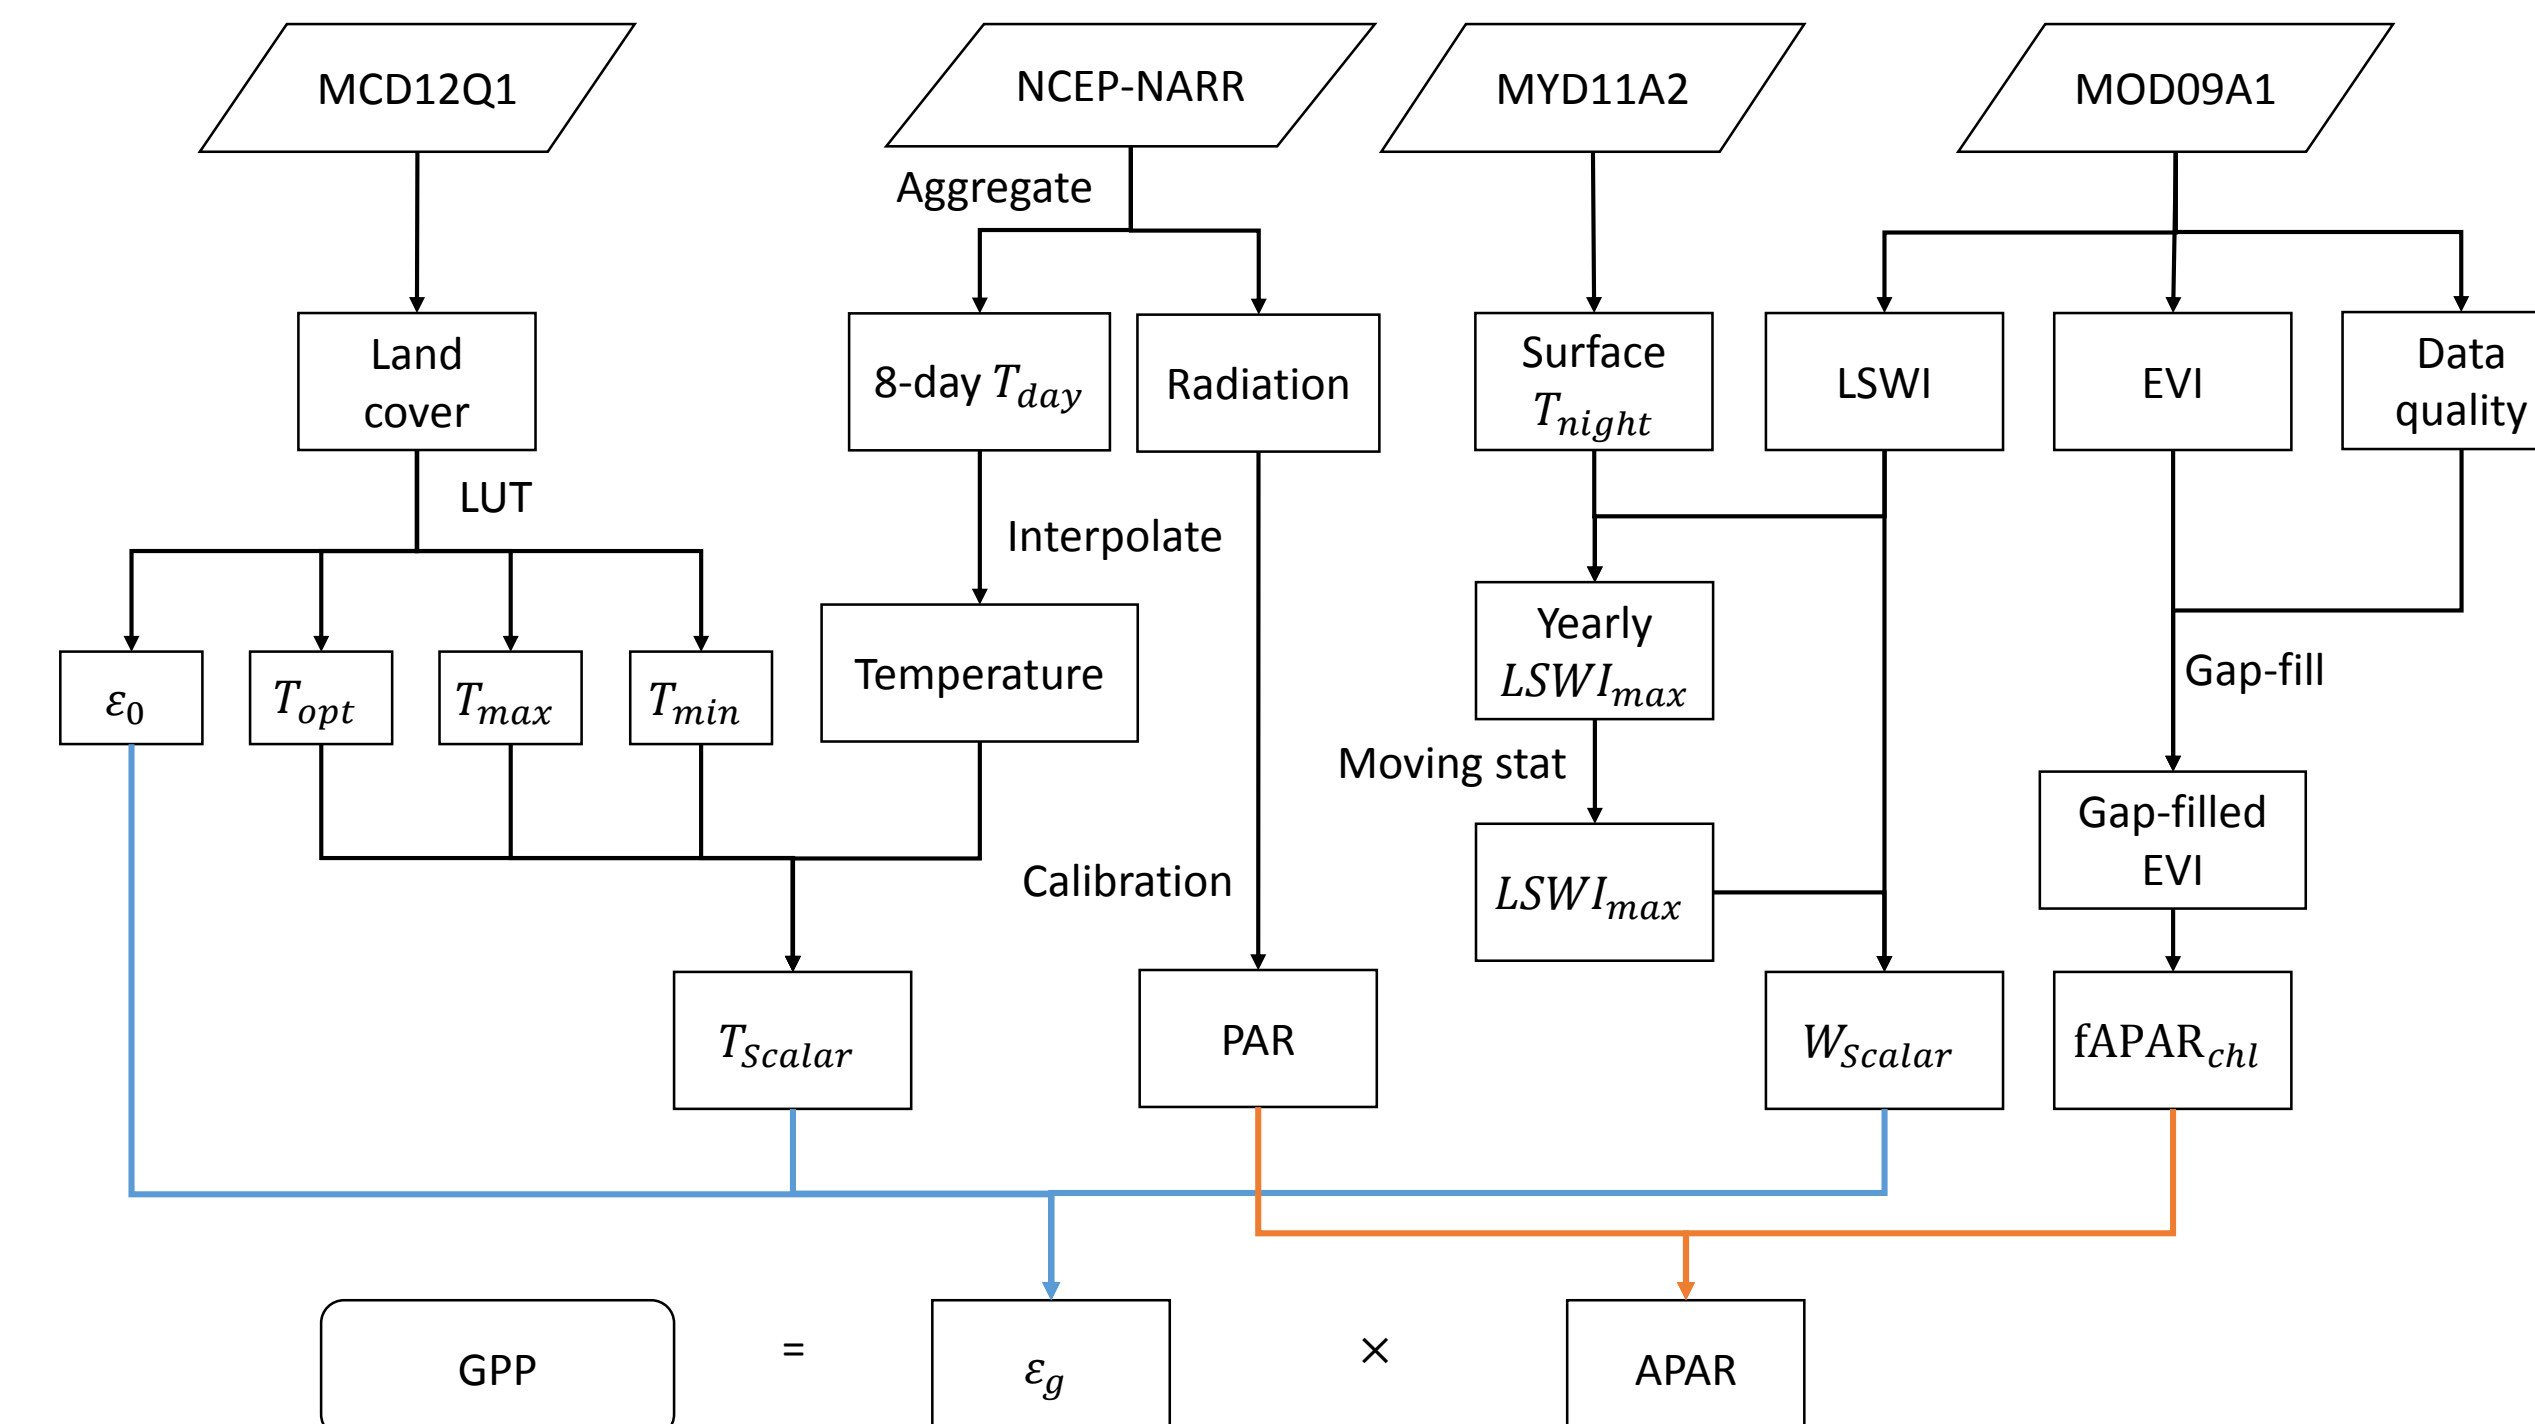 MCD12Q1
NCEP-NARR
MYD11A2
MOD09A1
Aggregate
Land
cover
8-day T_day
Radiation
Surface
T_night
LSWI
EVI
Data
quality
LUT
Interpolate
ε_0
T_opt
T_max
T_min
Temperature
Yearly
LSWI_max
Gap-fill
Moving stat
Gap-filled
EVI
Calibration
LSWI_max
T_Scalar
PAR
W_Scalar
fAPAR_chl
GPP
=
ε_g
×
APAR